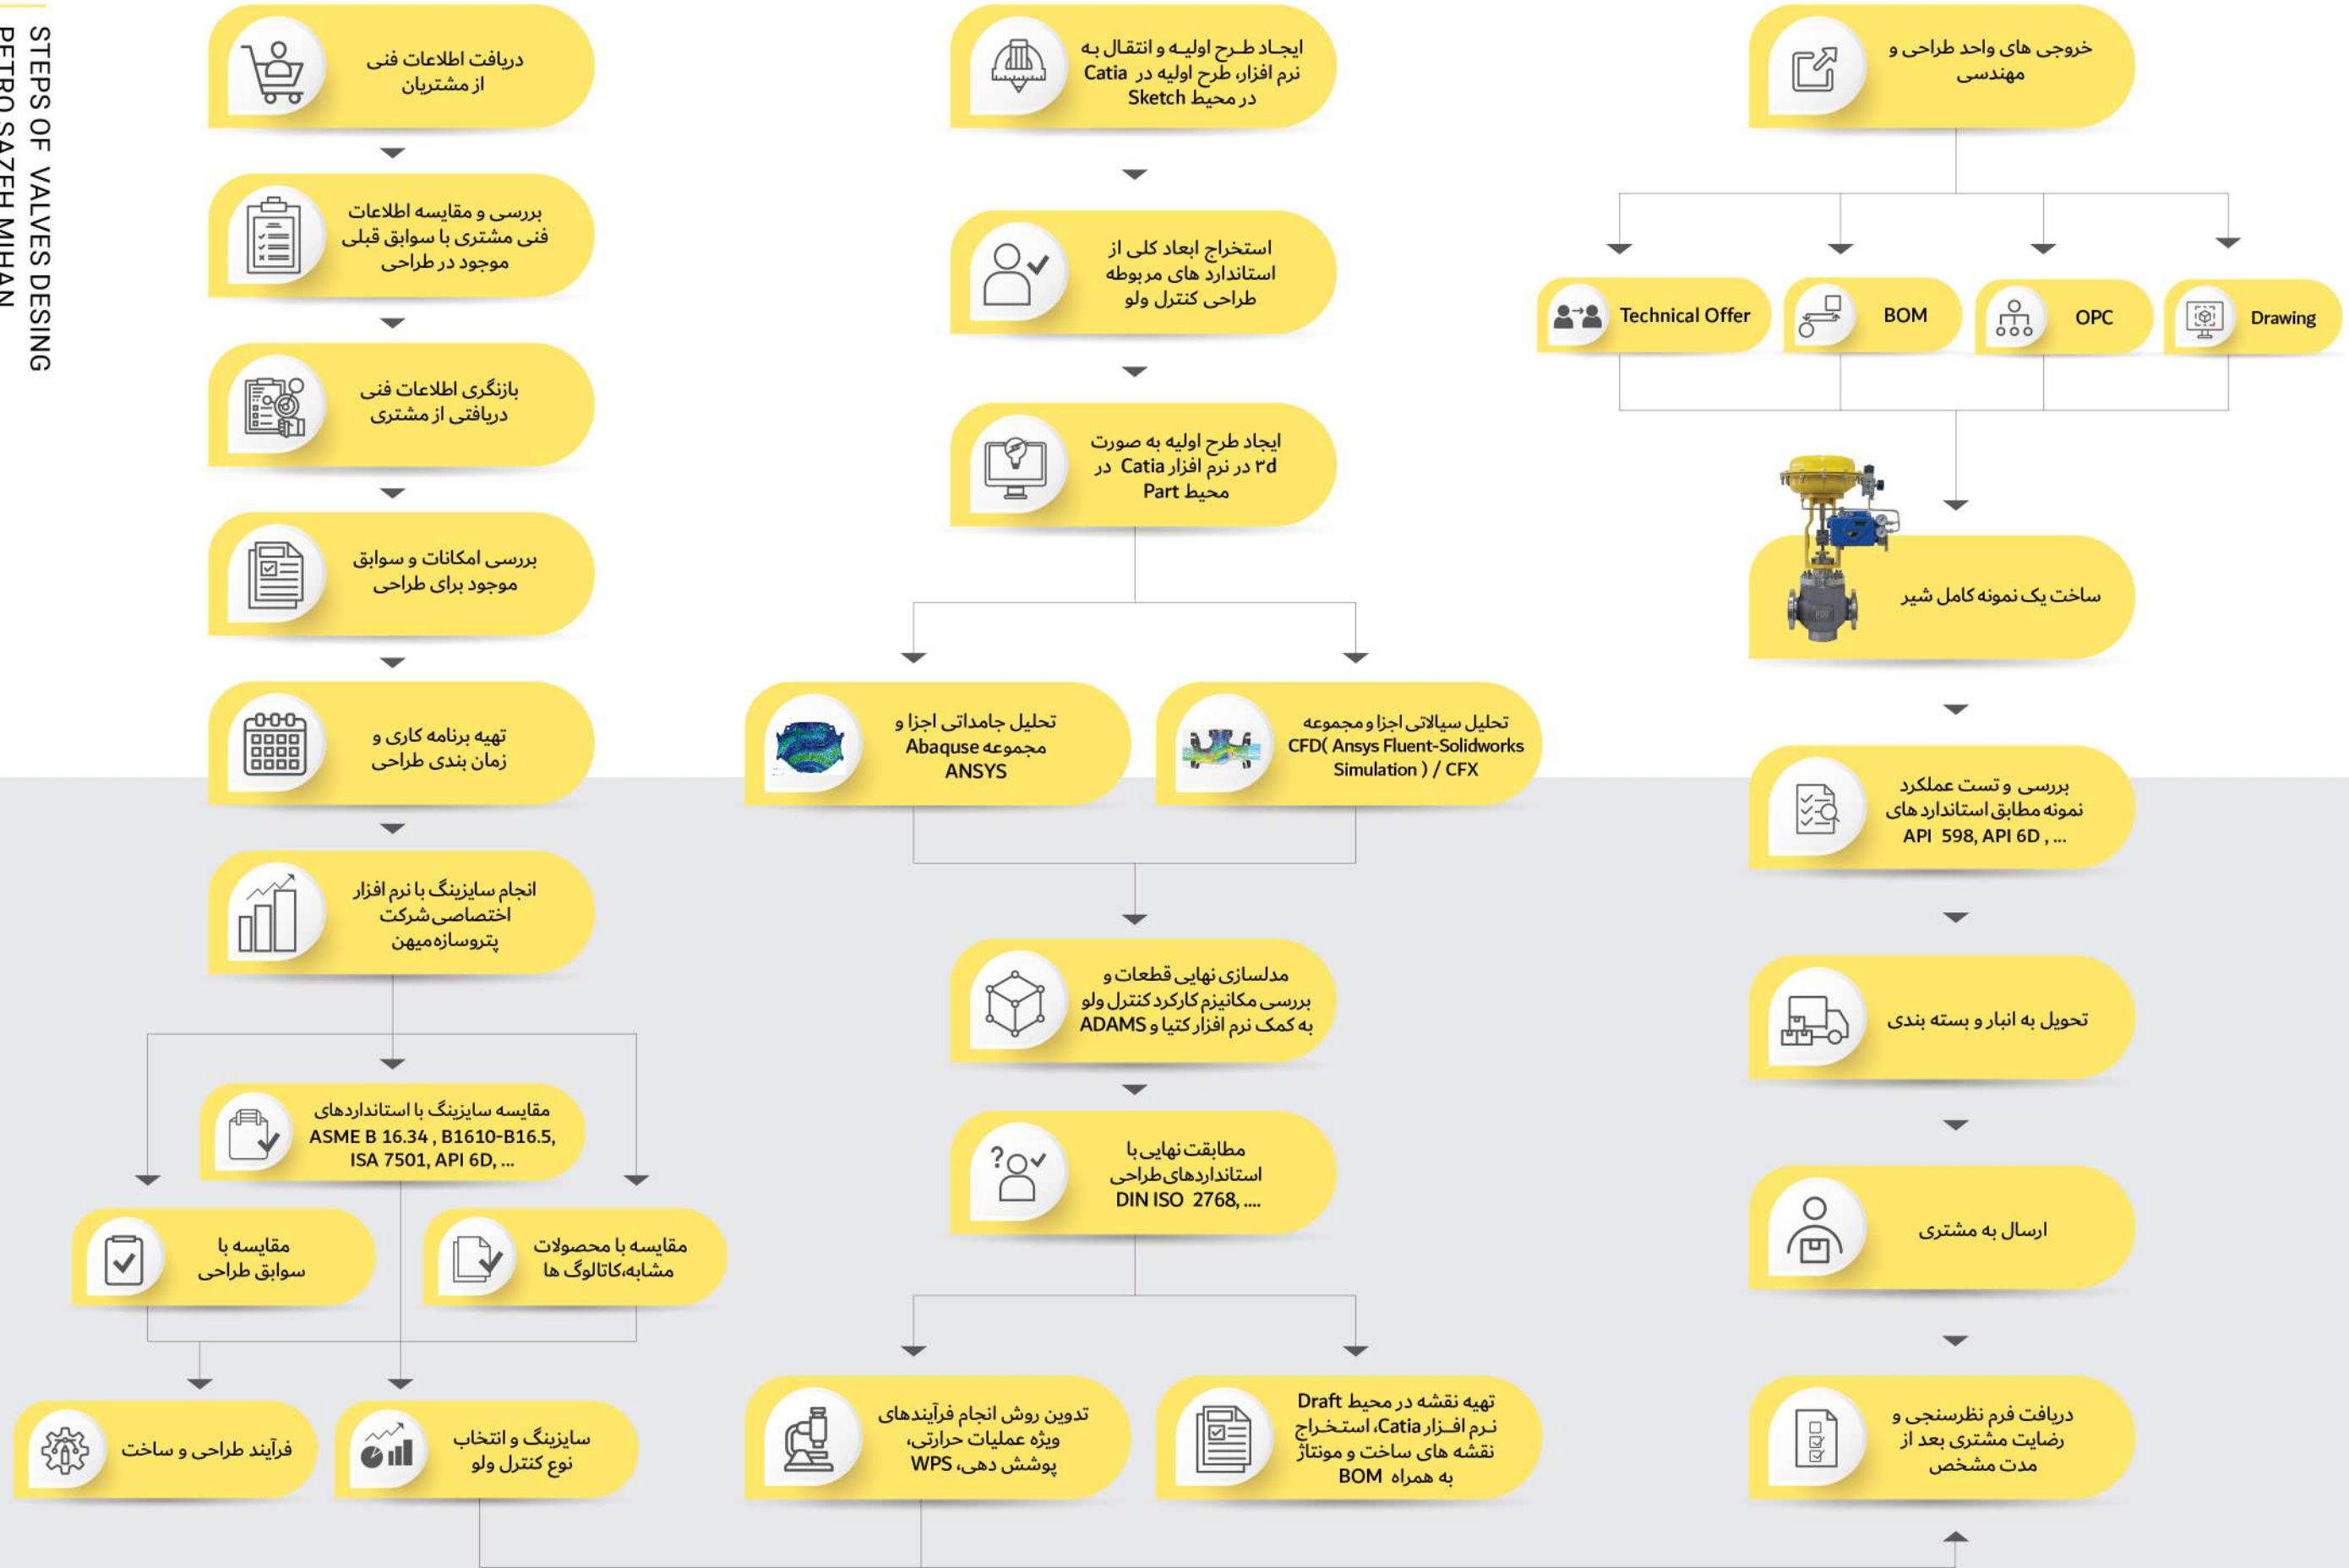 STEPS OF VALVES DESING
PETRO SAZEH MIHAN
دریافت اطلاعات فنی
از مشتریان
بررسی و مقایسه اطلاعات
فنی مشتری با سوابق قبلی
موجود در طراحی
بازنگری اطلاعات فنی
دریافتی از مشتری
بررسی امکانات و سوابق
موجود برای طراحی
تهیه برنامه کاری و
زمان بندی طراحی
انجام سایزینگ با نرم افزار
اختصاصی شرکت
پتروسازه میهن
مقایسه سایزینگ با استانداردهای
ASME B 16.34 , B1610-B16.5,
ISA 7501, API 6D, ...
مقایسه با
سوابق طراحی
مقایسه با محصولات
مشابه،کاتالوگ ها
فرآیند طراحی و ساخت
سایزینگ و انتخاب
نوع کنترل ولو
ایجـاد طـرح اولیـه و انتقـال بـه
نرم افزار، طرح اولیه در Catia
در محیط Sketch
استخراج ابعاد کلی از
استاندارد های مربوطه
طراحی کنترل ولو
ایجاد طرح اولیه به صورت
۳d در نرم افزار Catia در
محیط Part
تحلیل جامداتی اجزا و
مجموعه Abaquse
ANSYS
تحلیل سیالاتی اجزا و مجموعه
CFD( Ansys Fluent-Solidworks
Simulation ) / CFX
مدلسازی نهایی قطعات و
بررسی مکانیزم کارکرد کنترل ولو
به کمک نرم افزار کتیا و ADAMS
مطابقت نهایی با
استانداردهای طراحی
DIN ISO 2768, ....
تدوین روش انجام فرآیندهای
ویژه عملیات حرارتی،
پوشش دهی، WPS
تهیه نقشه در محیط Draft
نـرم افـزار Catia، استـخـراج
نقشه های ساخت و مونتاژ
به همراه BOM
خروجی های واحد طراحی و
مهندسی
Technical Offer
BOM
OPC
Drawing
ساخت یک نمونه کامل شیر
بررسی و تست عملکرد
نمونه مطابق استاندارد های
API 598, API 6D , ...
تحویل به انبار و بسته بندی
ارسال به مشتری
دریافت فرم نظرسنجی و
رضایت مشتری بعد از
مدت مشخص